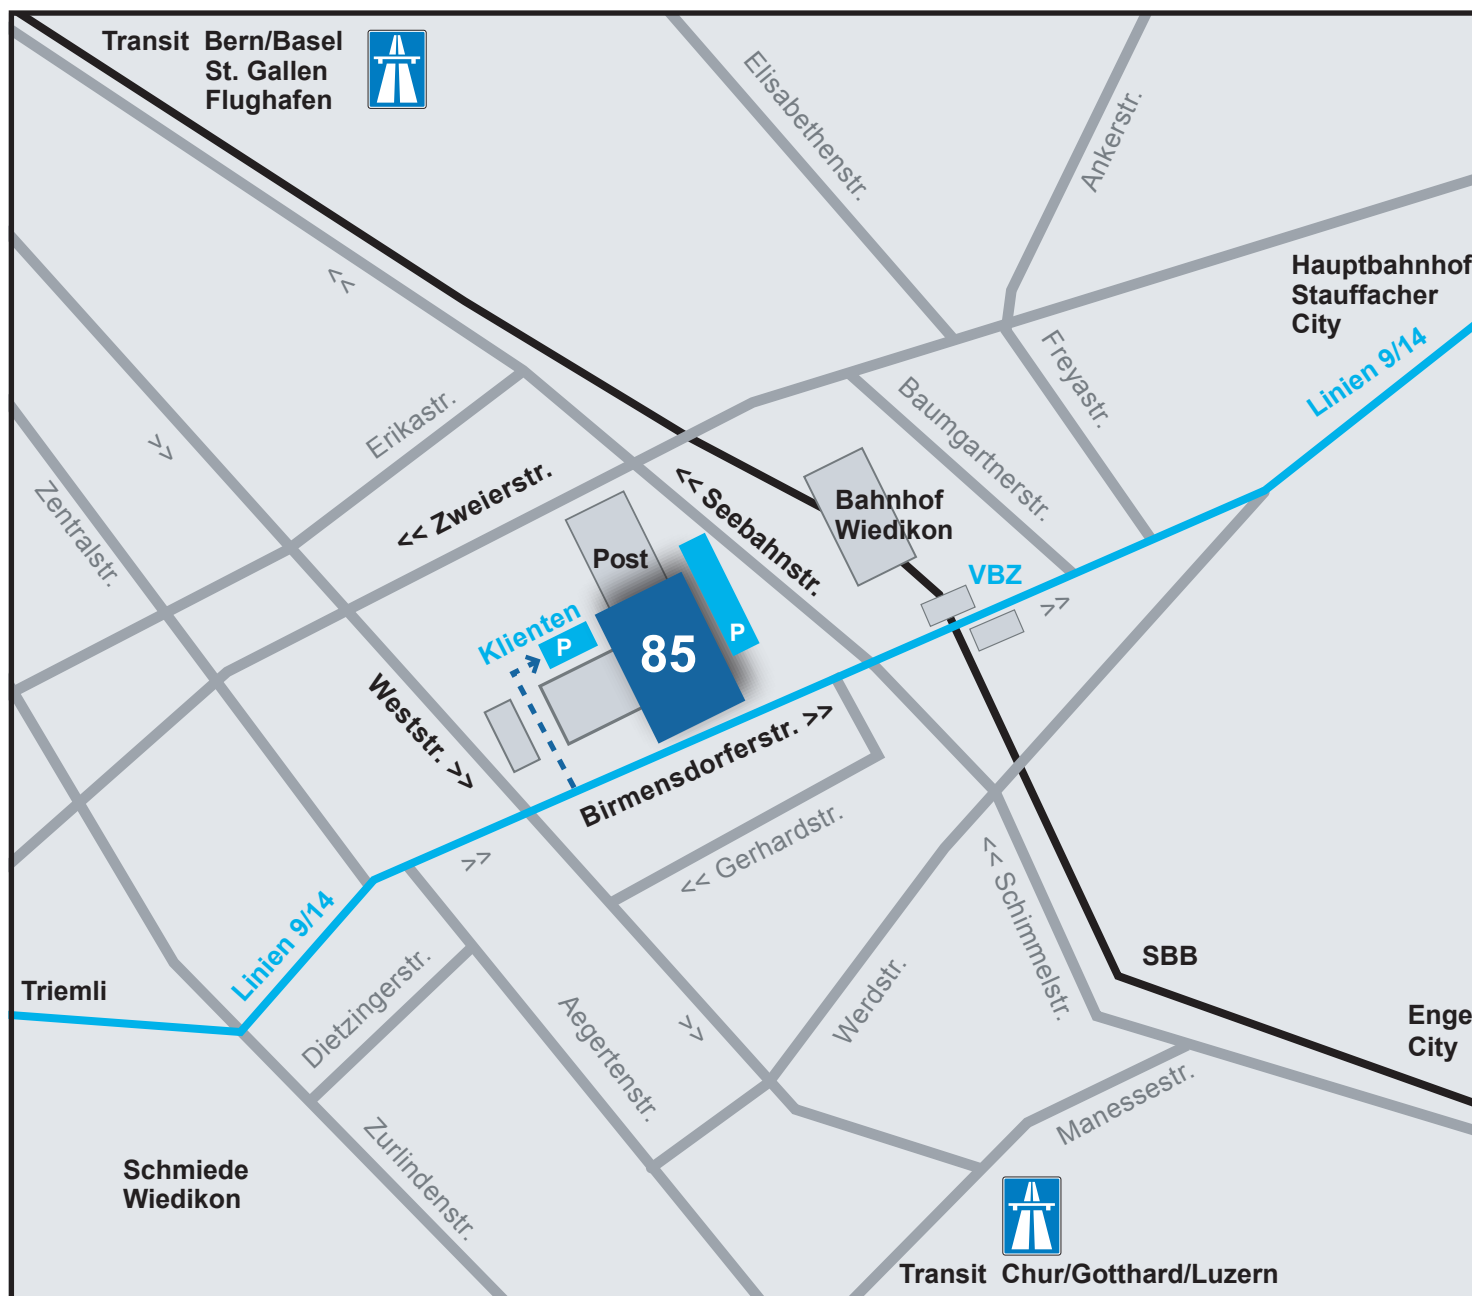 Transit Bern/Basel
St. Gallen
Flughafen
Elisabethenstr.
Ankerstr.
<<
Hauptbahnhof
Stauffacher
City
Linien 9/14
Freyastr.
Baumgartnerstr.
Erikastr.
>>
Zentralstr.
<< Zweierstr.
<< Seebahnstr.
Bahnhof
Wiedikon
Post
VBZ
>>
Klienten
P
P
85
Weststr. >>
Birmensdorferstr. >>
<< Gerhardstr.
>>
<< Schimmelstr.
Linien 9/14
Triemli
Dietzingerstr.
Aegertenstr.
>>
Werdstr.
SBB
Enge
City
Manessestr.
Zurlindenstr.
Schmiede
Wiedikon
Transit Chur/Gotthard/Luzern